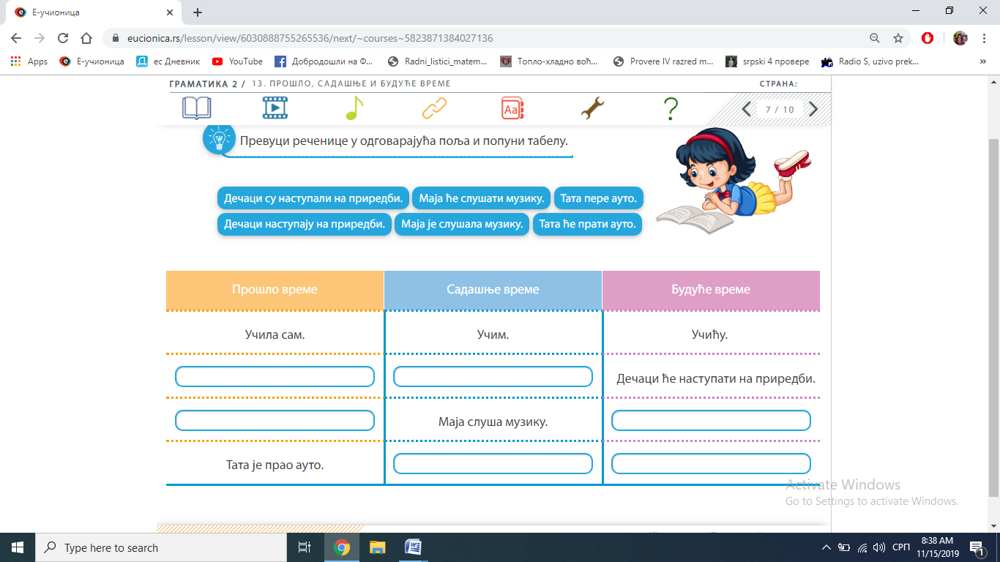 Е-учионица
eucionica.rs/lesson/view/6030888755265536/next/~courses~5823871384027136
Apps Е-учионица ес Дневник YouTube Добродошли на Ф... Radni_listici_matem... Топло-хладно воћ... Provere IV razred m... srpski 4 провере Radio S, uzivo prek... »
ГРАМАТИКА 2 / 13. ПРОШЛО, САДАШЊЕ И БУДУЋЕ ВРЕМЕ СТРАНА:
Aa ? 7 / 10
Превуци реченице у одговарајућа поља и попуни табелу.
Дечаци су наступали на приредби. Маја ће слушати музику. Тата пере ауто.
Дечаци наступају на приредби. Маја је слушала музику. Тата ће прати ауто.
Прошло време Садашње време Будуће време
Учила сам. Учим. Учићу.
Дечаци ће наступати на приредби.
Маја слуша музику.
Тата је прао ауто.
Activate Windows
Go to Settings to activate Windows.
Type here to search СРП 8:38 AM
11/15/2019 1